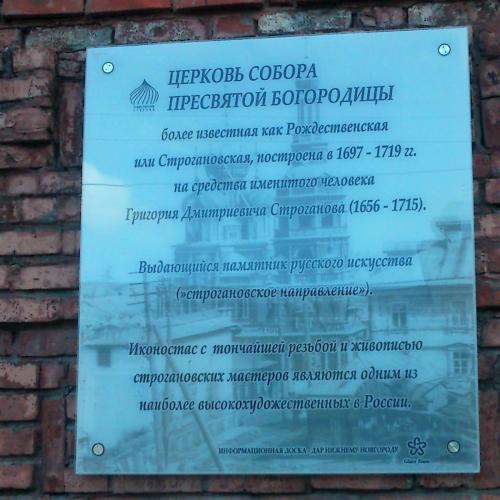 ЦЕРКОВЬ СОБОРА
ПРЕСВЯТОЙ БОГОРОДИЦЫ
более известная как Рождественская
или Строгановская, построена в 1697 - 1719 гг.
на средства именитого человека
Григория Дмитриевича Строганова (1656 - 1715).
Выдающийся памятник русского искусства
(»строгановское направление»).
Иконостас с тончайшей резьбой и живописью
строгановских мастеров являются одним из
наиболее высокохудожественных в России.
ИНФОРМАЦИОННАЯ ДОСКА - ДАР НИЖНЕМУ НОВГОРОДУ